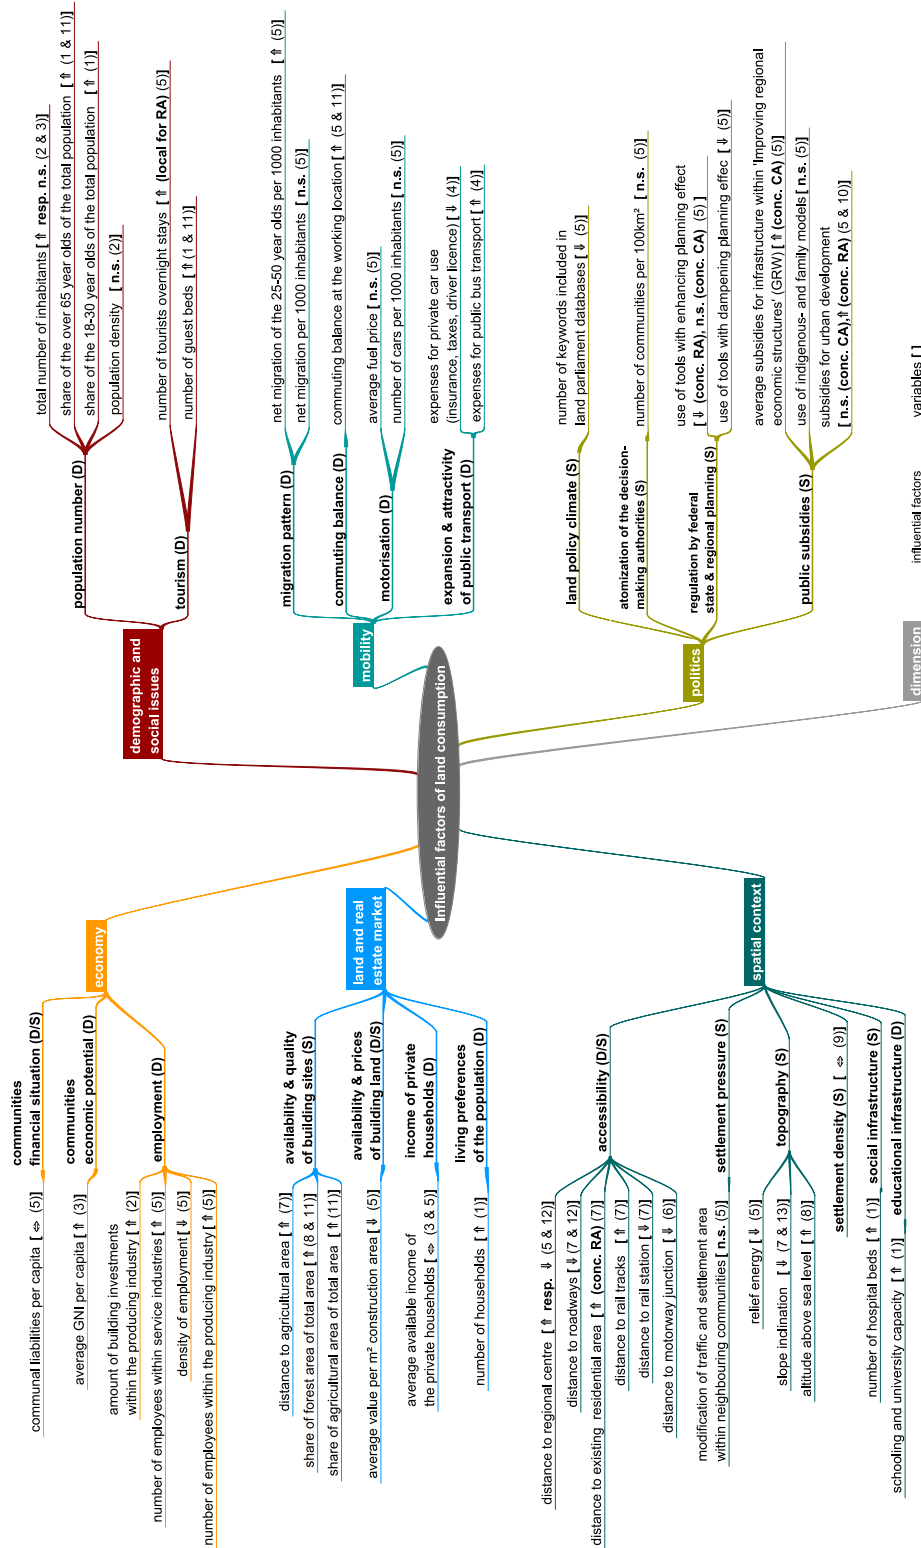 Influential factors of land consumption
economy
communities
financial situation (D/S)
communal liabilities per capita [ ⇔ (5)]
communities
economic potential (D)
average GNI per capita [ ⇑ (3)]
employment (D)
amount of building investments
within the producing industry [ ⇑ (2)]
number of employees within service industries [ ⇑ (5)]
density of employment [ ⇓ (5)]
number of employees within the producing industry [ ⇑ (5)]
land and real
estate market
availability & quality
of building sites (S)
distance to agricultural area [ ⇑ (7)]
share of forest area of total area [ ⇑ (8 & 11)]
share of agricultural area of total area [ ⇑ (11)]
availability & prices
of building land (D/S)
average value per m² construction area [ ⇓ (5)]
income of private
households (D)
average available income of
the private households [ ⇔ (3 & 5)]
living preferences
of the population (D)
number of households [ ⇑ (1)]
spatial context
accessibility (D/S)
distance to regional centre [ ⇑ resp. ⇓ (5 & 12)]
distance to roadways [ ⇓ (7 & 12)]
distance to existing residential area [ ⇑ (conc. RA) (7)]
distance to rail tracks [ ⇑ (7)]
distance to rail station [ ⇓ (7)]
distance to motorway junction [ ⇓ (6)]
settlement pressure (S)
modification of traffic and settlement area
within neighbouring communities [ n.s. (5)]
topography (S)
relief energy [ ⇓ (5)]
slope inclination [ ⇓ (7 & 13)]
altitude above sea level [ ⇑ (8)]
settlement density (S) [ ⇔ (9)]
social infrastructure (S)
number of hospital beds [ ⇑ (1)]
educational infrastructure (D)
schooling and university capacity [ ⇑ (1)]
demographic and
social issues
population number (D)
total number of inhabitants [ ⇑ resp. n.s. (2 & 3)]
share of the over 65 year olds of the total population [ ⇑ (1 & 11)]
share of the 18-30 year olds of the total population [ ⇑ (1)]
population density [ n.s. (2)]
tourism (D)
number of tourists overnight stays [ ⇑ (local for RA) (5)]
number of guest beds [ ⇑ (1 & 11)]
mobility
migration pattern (D)
net migration of the 25-50 year olds per 1000 inhabitants [ ⇑ (5)]
net migration per 1000 inhabitants [ n.s. (5)]
commuting balance (D)
commuting balance at the working location [ ⇑ (5 & 11)]
motorisation (D)
average fuel price [ n.s. (5)]
number of cars per 1000 inhabitants [ n.s. (5)]
expansion & attractivity
of public transport (D)
expenses for private car use
(insurance, taxes, driver licence) [ ⇓ (4)]
expenses for public bus transport [ ⇑ (4)]
politics
land policy climate (S)
number of keywords included in
land parliament databases [ ⇓ (5)]
atomization of the decision-
making authorities (S)
number of communities per 100km² [ n.s. (5)]
regulation by federal
state & regional planning (S)
use of tools with enhancing planning effect
[ ⇓ (conc. RA), n.s. (conc. CA) (5)]
use of tools with dampening planning effec [ ⇓ (5)]
public subsidies (S)
average subsidies for infrastructure within 'Improving regional
economic structures' (GRW) [ ⇑ (conc. CA) (5)]
use of indigenous- and family models [ n.s. (5)]
subsidies for urban development
[ n.s. (conc. CA),⇑ (conc. RA) (5 & 10)]
dimension
influential factors
variables [ ]